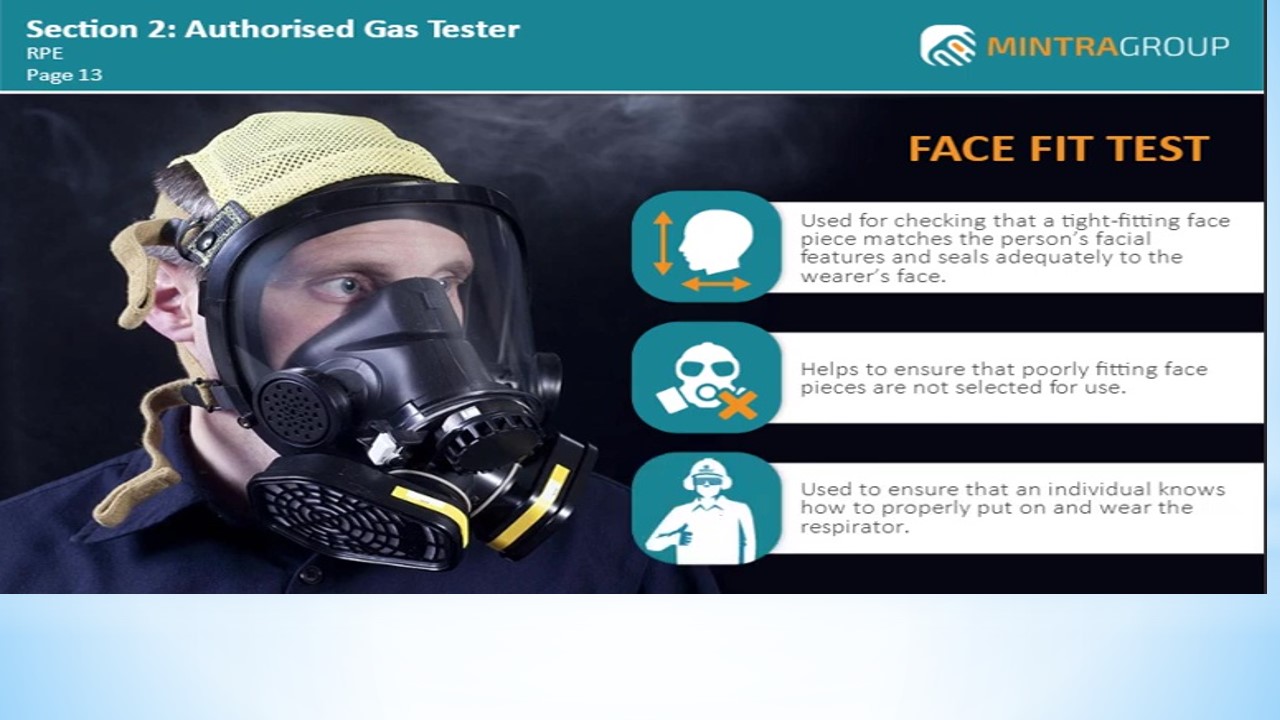 Section 2: Authorised Gas Tester
RPE
Page 13
MINTRAGROUP
FACE FIT TEST
Used for checking that a tight-fitting face
piece matches the person's facial
features and seals adequately to the
wearer's face.
Helps to ensure that poorly fitting face
pieces are not selected for use.
Used to ensure that an individual knows
how to properly put on and wear the
respirator.